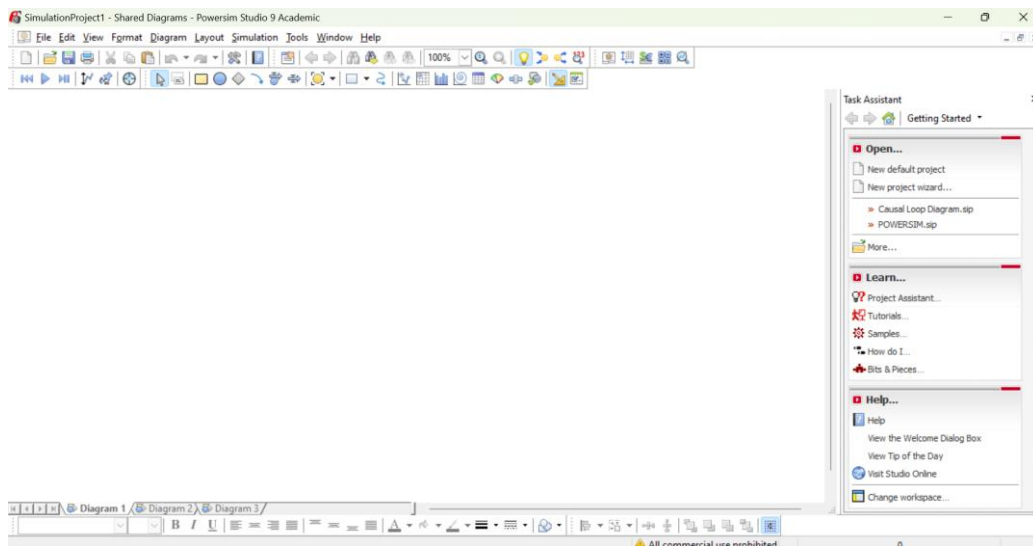 SimulationProject1 - Shared Diagrams - Powersim Studio 9 Academic
File Edit View Format Diagram Layout Simulation Tools Window Help
100%
Task Assistant
Getting Started
Open...
New default project
New project wizard...
» Causal Loop Diagram.sip
» POWERSIM.sip
More...
Learn...
Project Assistant...
Tutorials...
Samples...
How do I...
Bits & Pieces...
Help...
Help
View the Welcome Dialog Box
View Tip of the Day
Visit Studio Online
Change workspace...
Diagram 1 Diagram 2 Diagram 3
B I U A
All commercial use prohibited 0